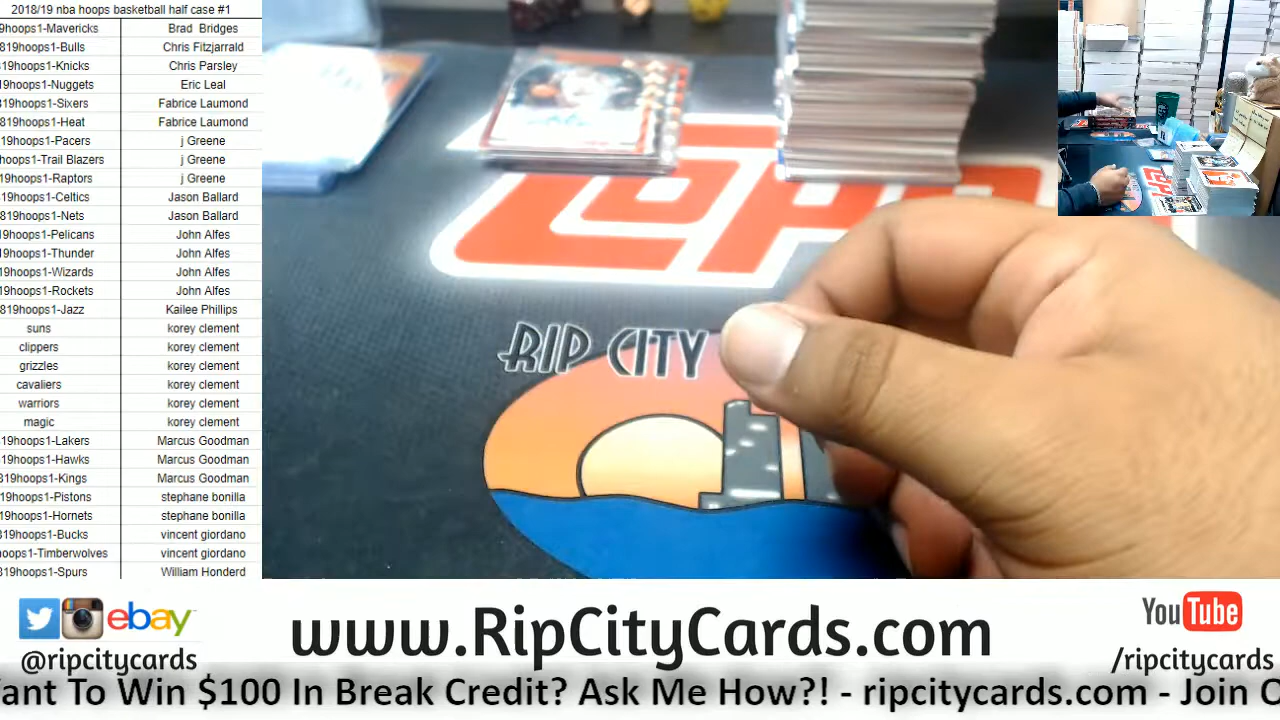 2018/19 nba hoops basketball half case #1
9hoops1-Mavericks Brad Bridges
819hoops1-Bulls Chris Fitzjarrald
19hoops1-Knicks Chris Parsley
19hoops1-Nuggets Eric Leal
19hoops1-Sixers Fabrice Laumond
819hoops1-Heat Fabrice Laumond
19hoops1-Pacers j Greene
hoops1-Trail Blazers j Greene
19hoops1-Raptors j Greene
19hoops1-Celtics Jason Ballard
819hoops1-Nets Jason Ballard
19hoops1-Pelicans John Alfes
19hoops1-Thunder John Alfes
19hoops1-Wizards John Alfes
19hoops1-Rockets John Alfes
819hoops1-Jazz Kailee Phillips
suns korey clement
clippers korey clement
grizzles korey clement
cavaliers korey clement
warriors korey clement
magic korey clement
19hoops1-Lakers Marcus Goodman
19hoops1-Hawks Marcus Goodman
819hoops1-Kings Marcus Goodman
19hoops1-Pistons stephane bonilla
19hoops1-Hornets stephane bonilla
819hoops1-Bucks vincent giordano
hoops1-Timberwolves vincent giordano
819hoops1-Spurs William Honderd
RIP CITY
ebay
@ripcitycards
www.RipCityCards.com
YouTube
/ripcitycards
ant To Win $100 In Break Credit? Ask Me How?! - ripcitycards.com - Join O